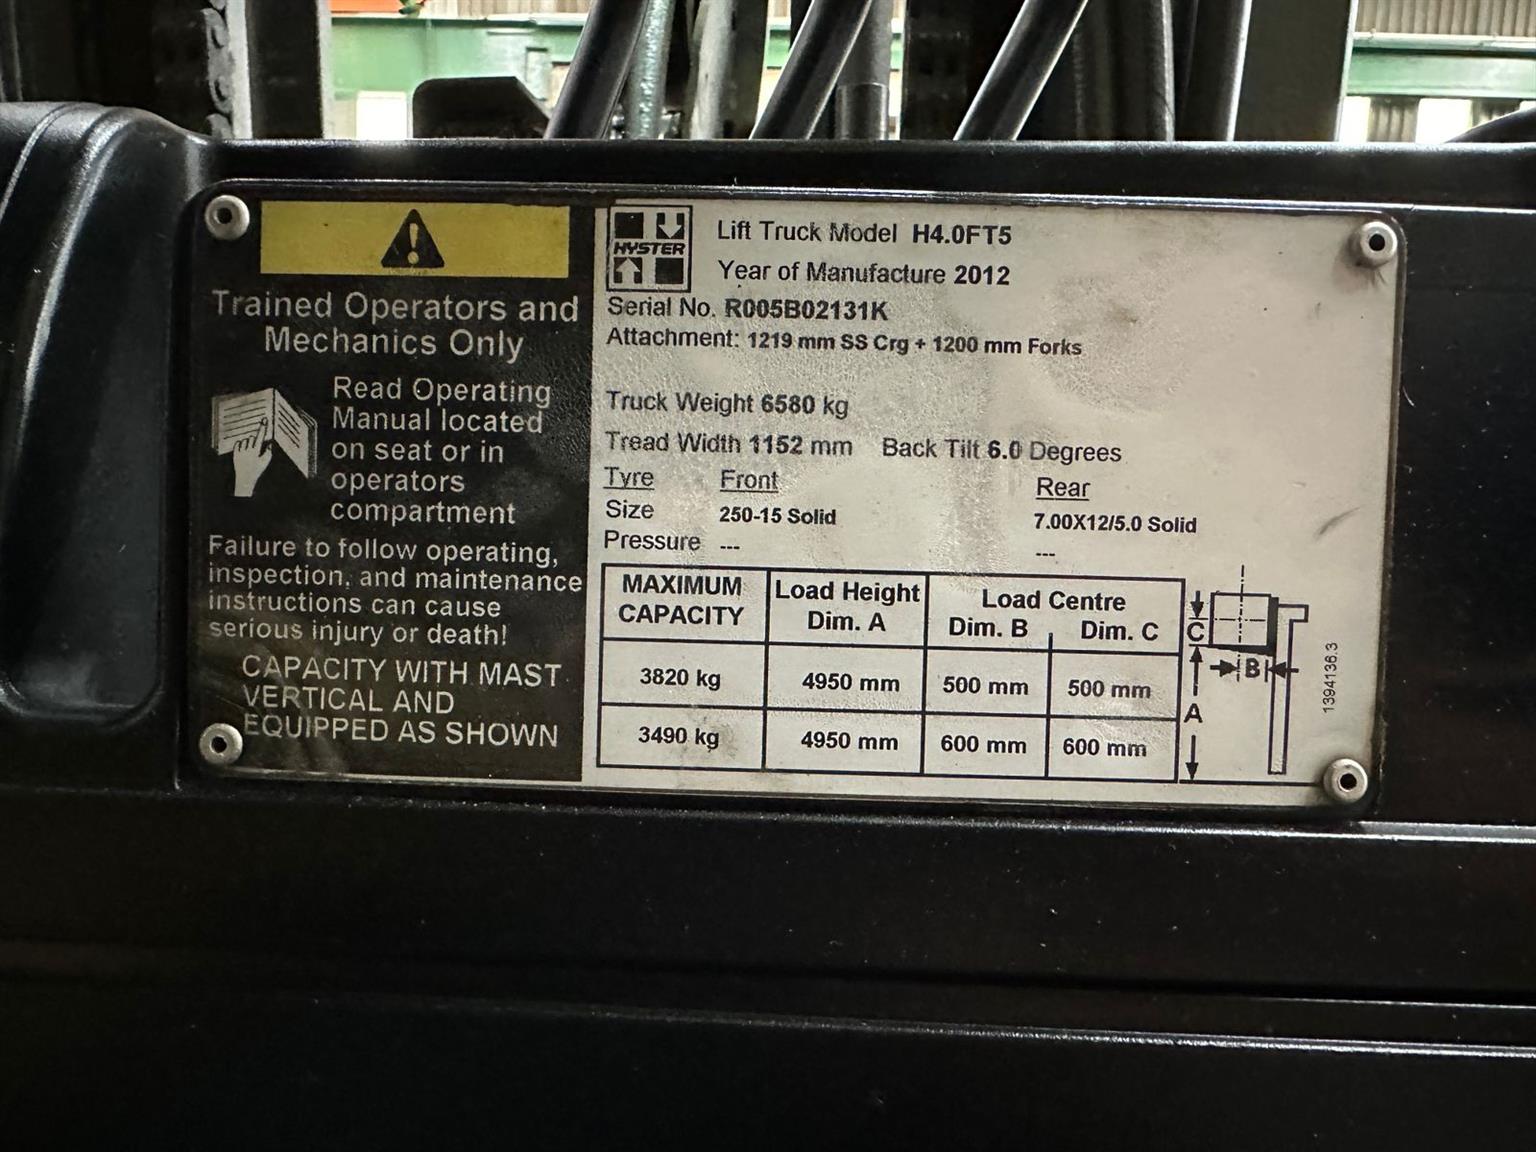 Trained Operators and
Mechanics Only
Read Operating
Manual located
on seat or in
operators
compartment
Failure to follow operating,
inspection, and maintenance
instructions can cause
serious injury or death!
CAPACITY WITH MAST
VERTICAL AND
EQUIPPED AS SHOWN
HYSTER
Lift Truck Model H4.0FT5
Year of Manufacture 2012
Serial No. R005B02131K
Attachment: 1219 mm SS Crg + 1200 mm Forks
Truck Weight 6580 kg
Tread Width 1152 mm Back Tilt 6.0 Degrees
Tyre Front Rear
Size 250-15 Solid 7.00X12/5.0 Solid
Pressure --- ---
MAXIMUM CAPACITY Load Height Dim. A Load Centre Dim. B Dim. C
3820 kg 4950 mm 500 mm 500 mm
3490 kg 4950 mm 600 mm 600 mm
C
B
A
1394136.3